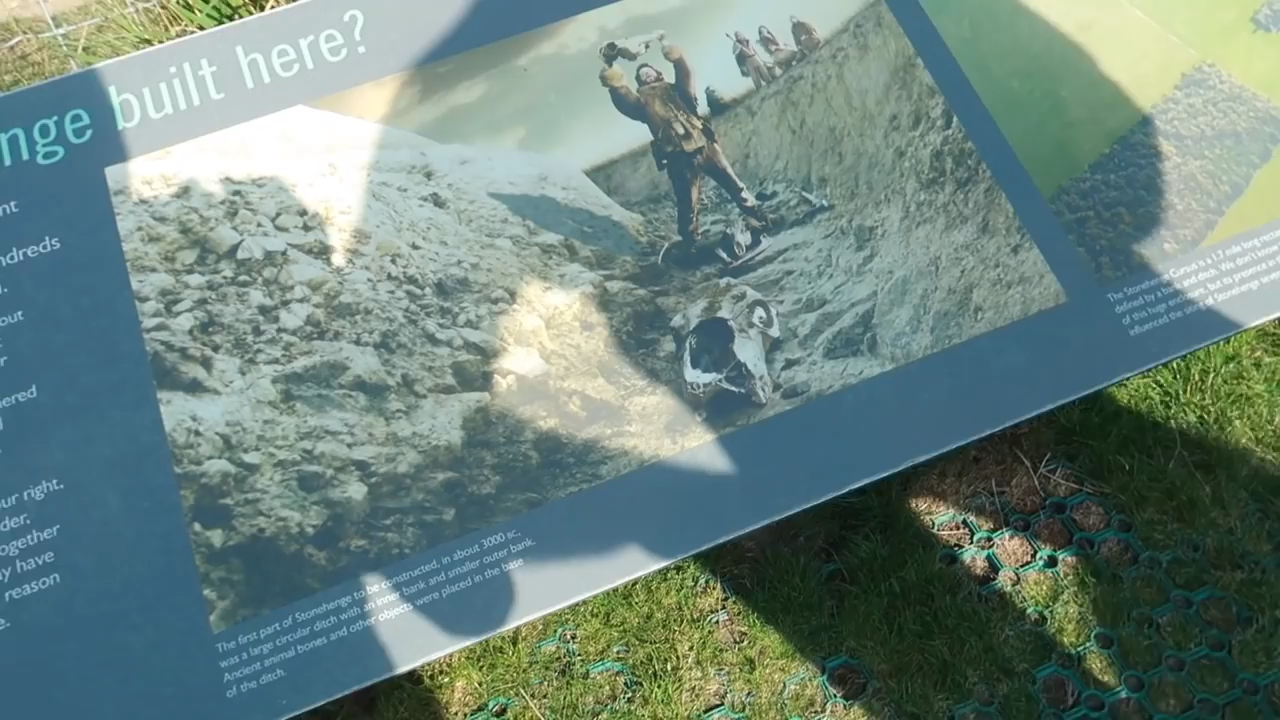 nge built here?
nt
ndreds
out
r
ered
ur right.
der,
ogether
y have
reason
e.
The first part of Stonehenge to be constructed, in about 3000 BC,
was a large circular ditch with an inner bank and smaller outer bank.
Ancient animal bones and other objects were placed in the base
of the ditch.
The Stonehenge Cursus is a 1.7 mile long
defined by a bank and ditch. We don't know
of this huge enclosure, but its presence in
influenced the siting of Stonehenge